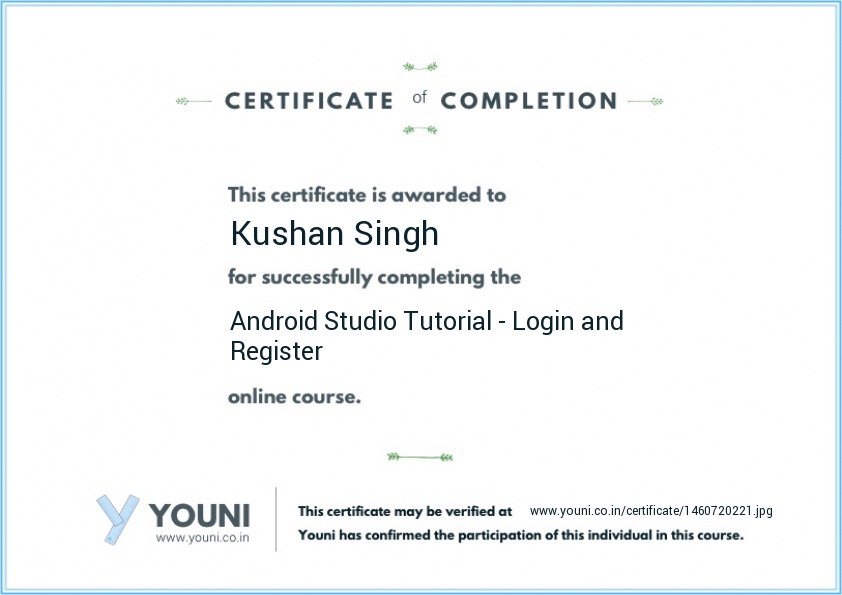 CERTIFICATE of COMPLETION
This certificate is awarded to
Kushan Singh
for successfully completing the
Android Studio Tutorial - Login and
Register
online course.
YOUNI
www.youni.co.in
This certificate may be verified at www.youni.co.in/certificate/1460720221.jpg
Youni has confirmed the participation of this individual in this course.